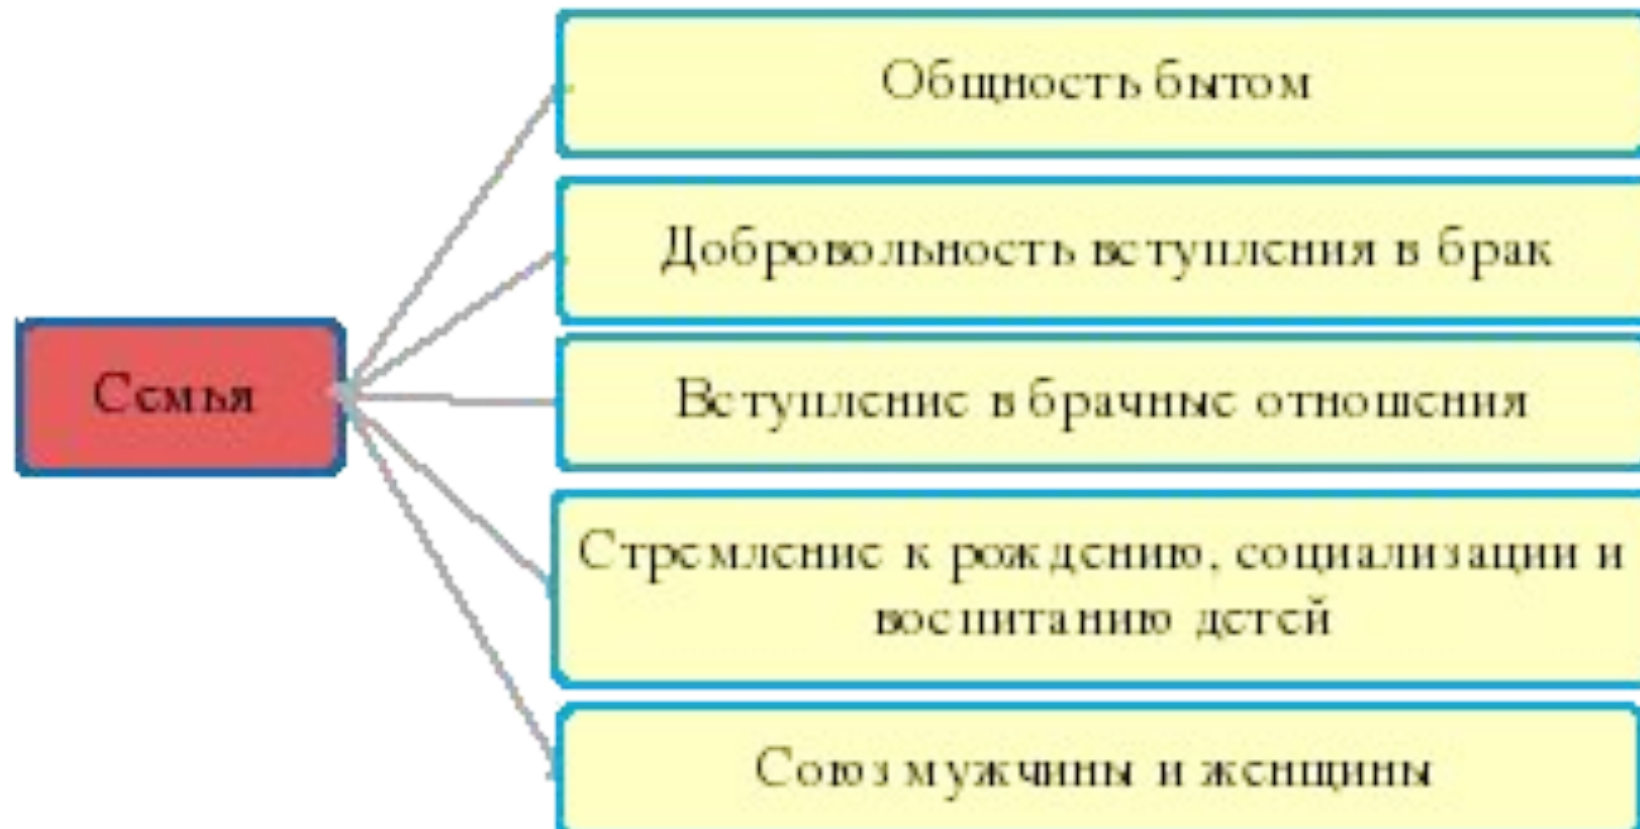 Общность бытом
Добровольность вступления в брак
Семья
Вступление в брачные отношения
Стремление к рождению, социализации и
воспитанию детей
Союз мужчины и женщины